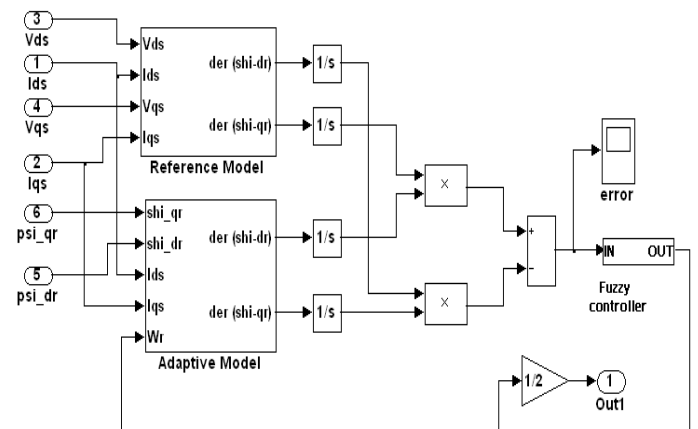 3
Vds
1
Ids
4
Vqs
2
Iqs
6
psi_qr
5
psi_dr
Vds
Ids
Vqs
Iqs
der (shi-dr)
der (shi-qr)
Reference Model
shi_qr
shi_dr
Ids
Iqs
Wr
der (shi-dr)
der (shi-qr)
Adaptive Model
1/s
1/s
1/s
1/s
×
×
+
−
error
IN OUT
Fuzzy
controller
1/2
1
Out1